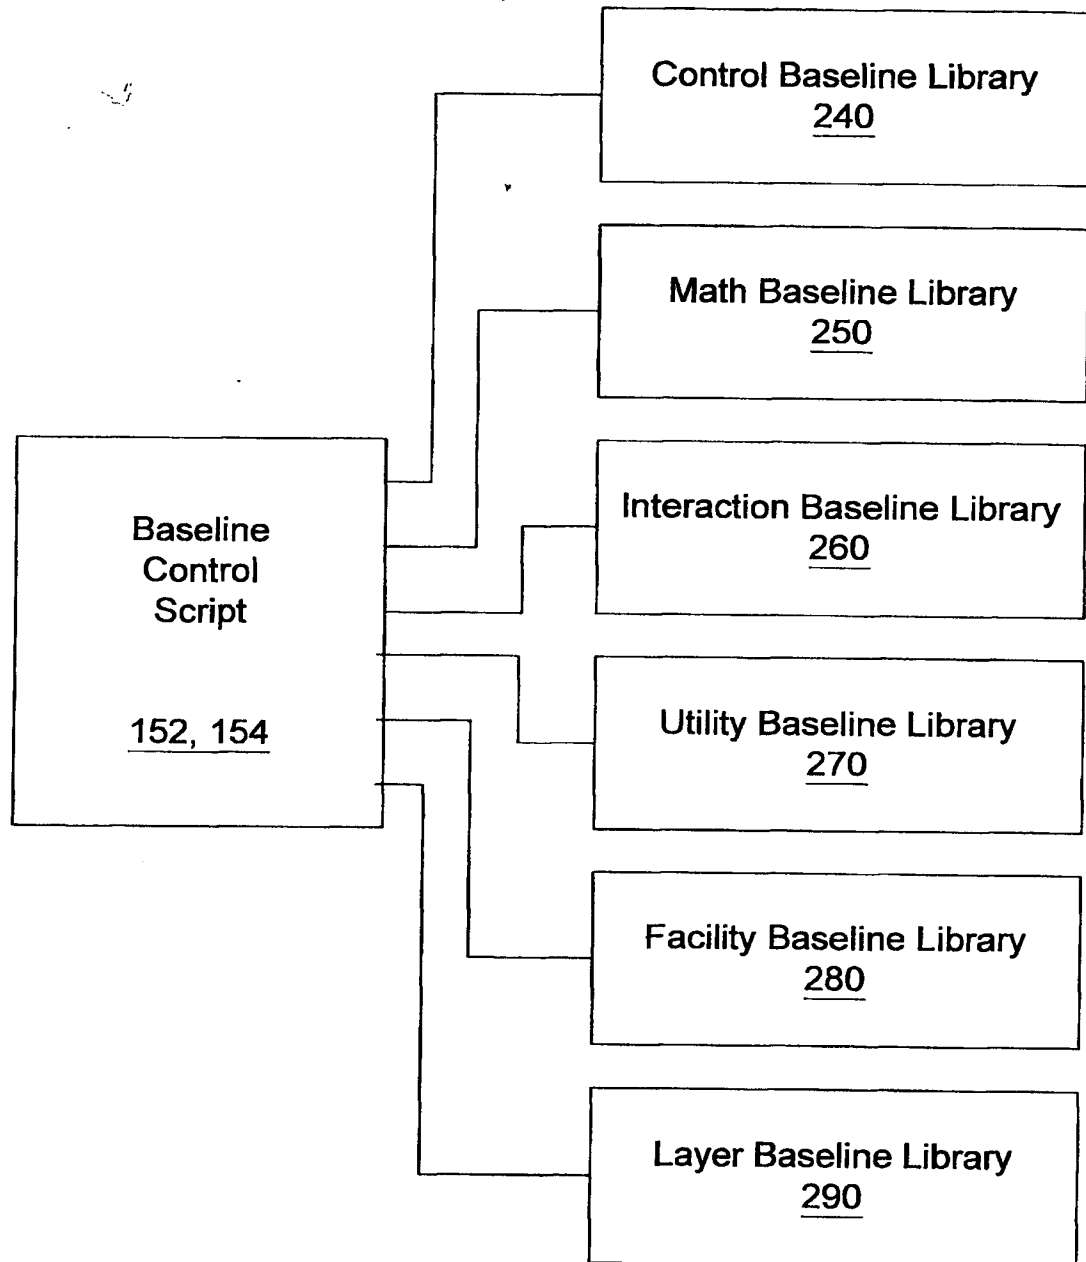 Control Baseline Library
240
Math Baseline Library
250
Interaction Baseline Library
260
Baseline
Control
Script
152, 154
Utility Baseline Library
270
Facility Baseline Library
280
Layer Baseline Library
290